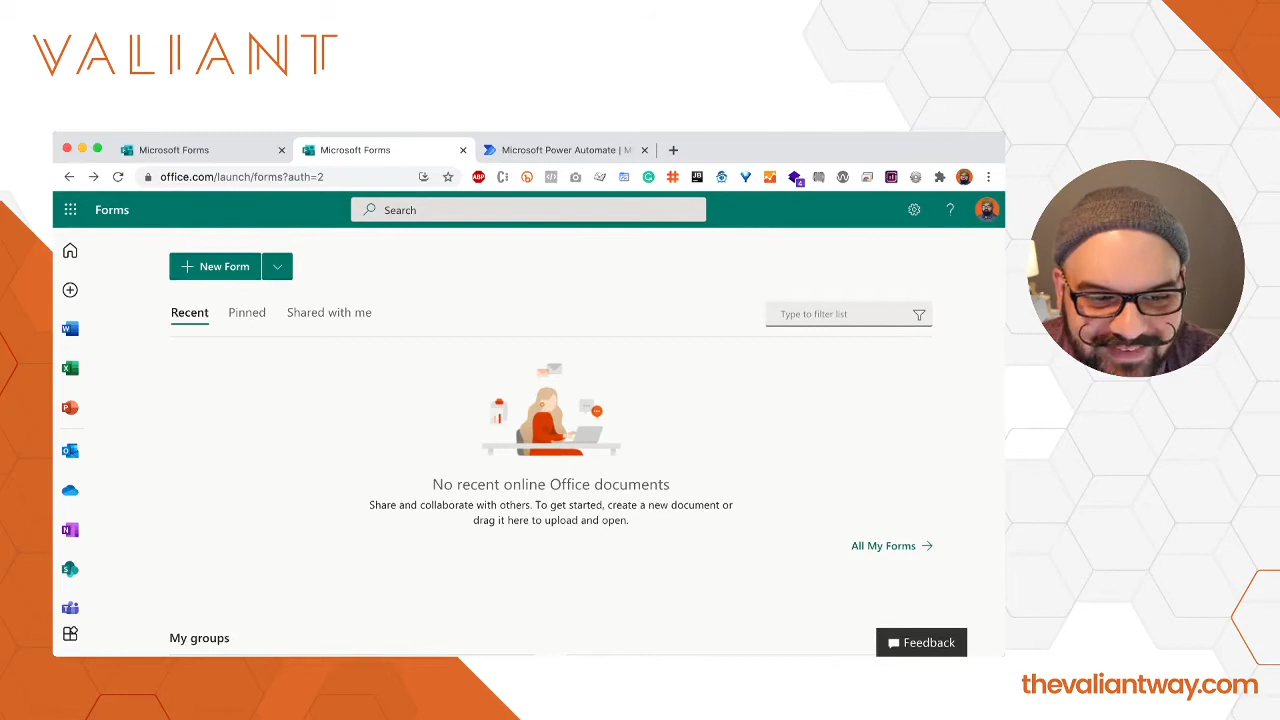 VALIANT
Microsoft Forms
Microsoft Forms
Microsoft Power Automate | M
office.com/launch/forms?auth=2
ABP
JB
4
Forms
Search
?
New Form
Recent
Pinned
Shared with me
Type to filter list
W
X
P
O
N
S
T
No recent online Office documents
Share and collaborate with others. To get started, create a new document or
drag it here to upload and open.
All My Forms
My groups
Feedback
thevaliantway.com